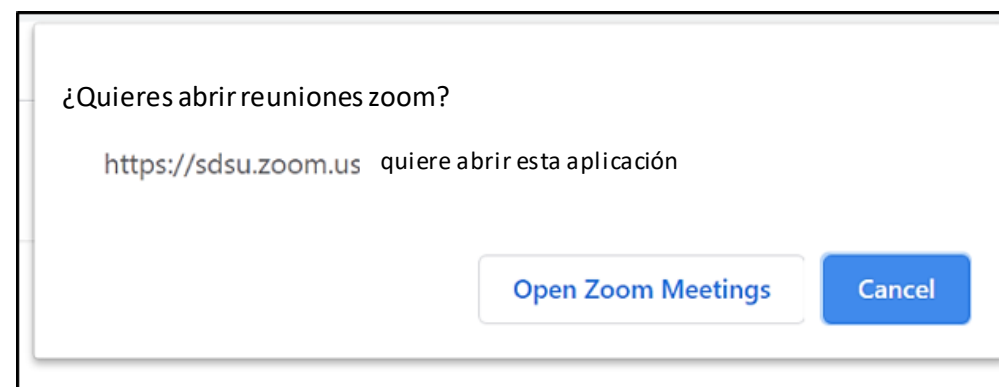 ¿Quieres abrir reuniones zoom?
https://sdsu.zoom.us quiere abrir esta aplicación
Open Zoom Meetings Cancel